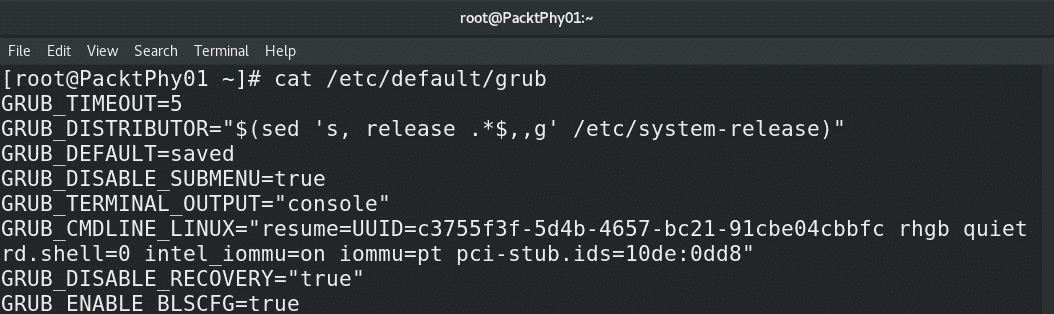 root@PacktPhy01:~
File Edit View Search Terminal Help
[root@PacktPhy01 ~]# cat /etc/default/grub
GRUB_TIMEOUT=5
GRUB_DISTRIBUTOR="$(sed 's, release .*$,,g' /etc/system-release)"
GRUB_DEFAULT=saved
GRUB_DISABLE_SUBMENU=true
GRUB_TERMINAL_OUTPUT="console"
GRUB_CMDLINE_LINUX="resume=UUID=c3755f3f-5d4b-4657-bc21-91cbe04cbbfc rhgb quiet
rd.shell=0 intel_iommu=on iommu=pt pci-stub.ids=10de:0dd8"
GRUB_DISABLE_RECOVERY="true"
GRUB_ENABLE_BLSCFG=true